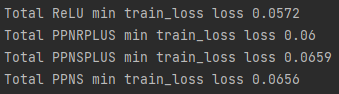 Total ReLU min train_loss loss 0.0572
Total PPNRPLUS min train_loss loss 0.06
Total PPNSPLUS min train_loss loss 0.0659
Total PPNS min train_loss loss 0.0656